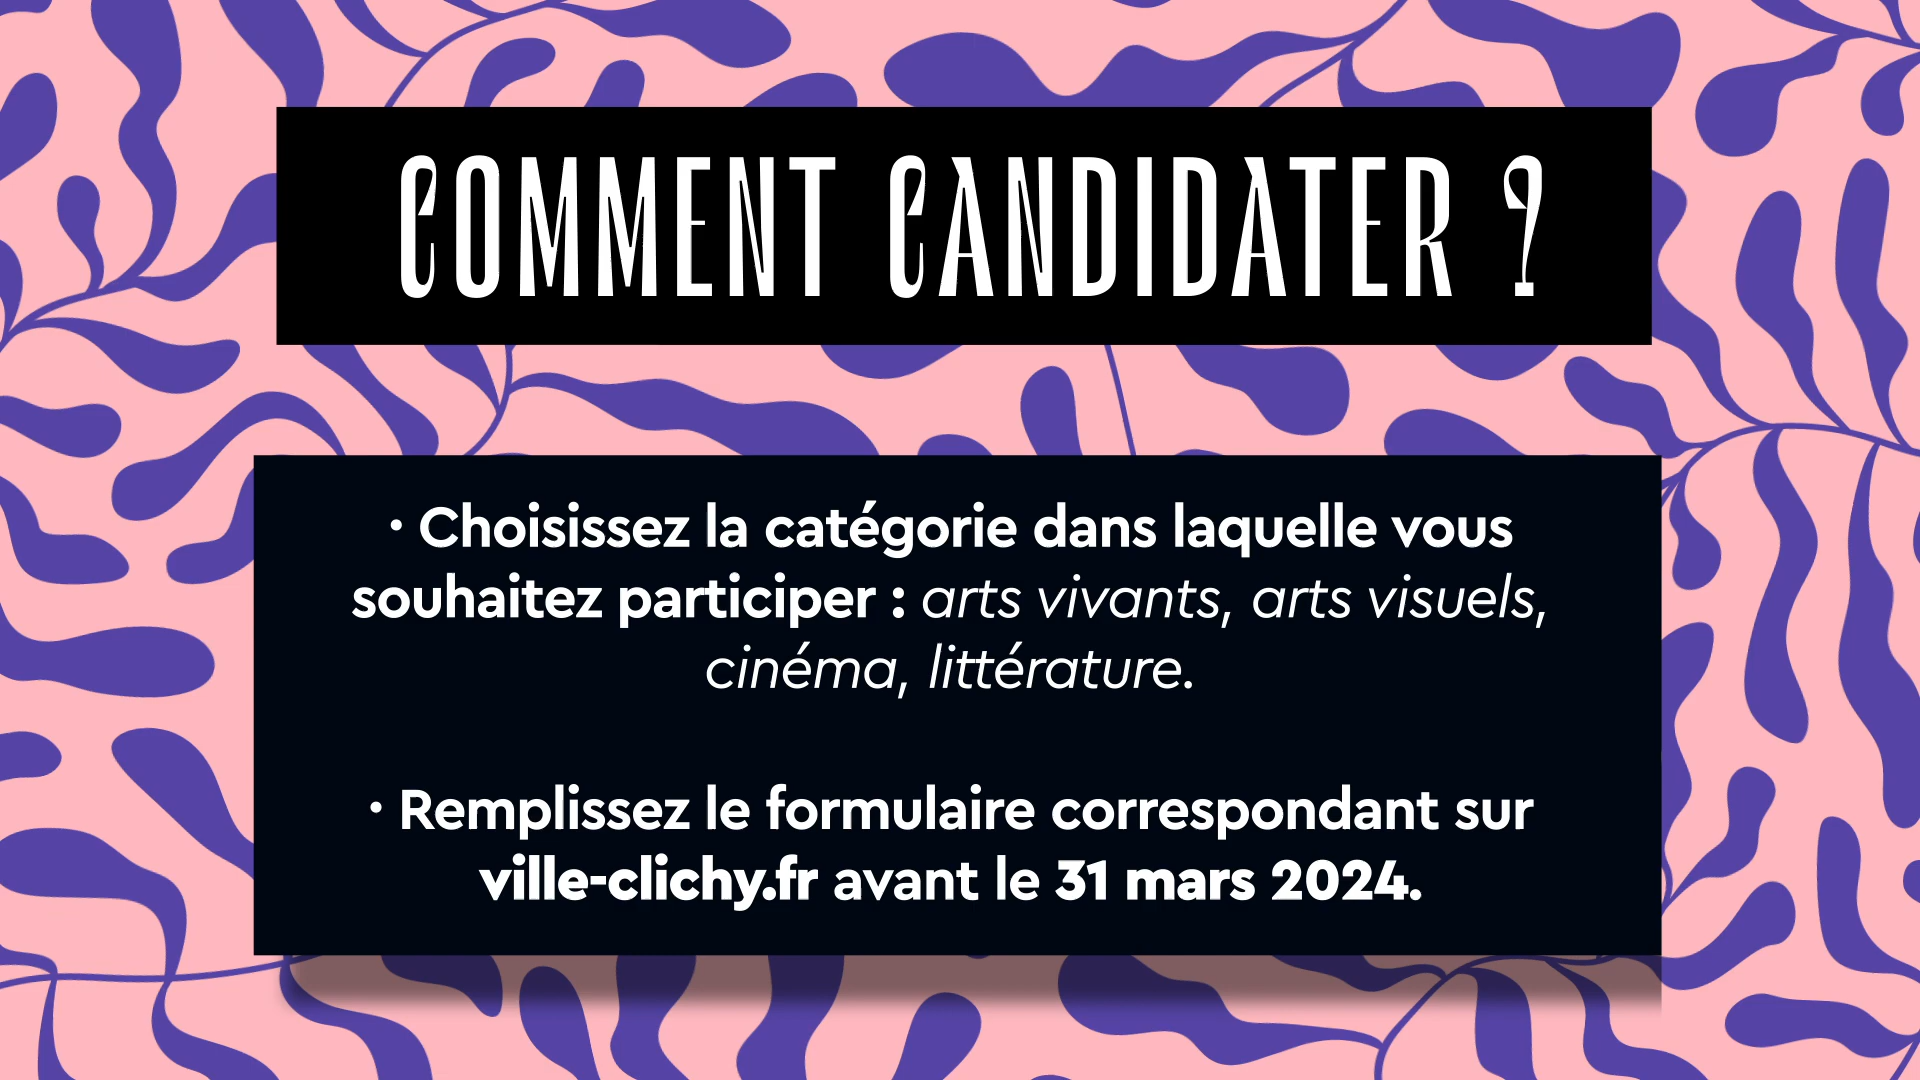 COMMENT CANDIDATER ?
· Choisissez la catégorie dans laquelle vous
souhaitez participer : arts vivants, arts visuels,
cinéma, littérature.
· Remplissez le formulaire correspondant sur
ville-clichy.fr avant le 31 mars 2024.